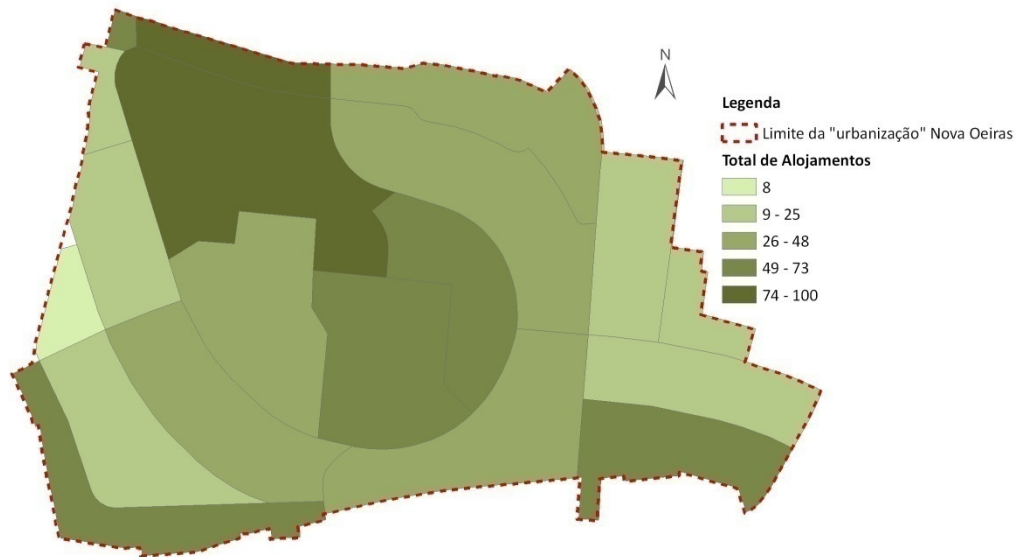 N
Legenda
Limite da "urbanização" Nova Oeiras
Total de Alojamentos
8
9 - 25
26 - 48
49 - 73
74 - 100